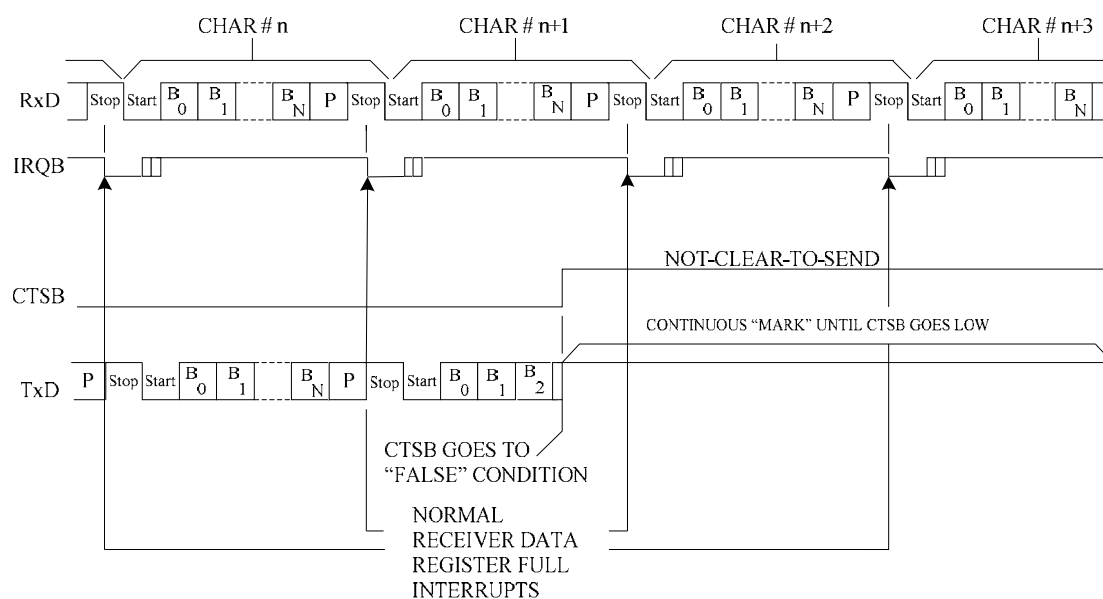 CHAR # n CHAR # n+1 CHAR # n+2 CHAR # n+3
RxD Stop Start B0 B1 BN P Stop Start B0 B1 BN P Stop Start B0 B1 BN P Stop Start B0 B1 BN
IRQB
NOT-CLEAR-TO-SEND
CTSB
CONTINUOUS “MARK” UNTIL CTSB GOES LOW
TxD P Stop Start B0 B1 BN P Stop Start B0 B1 B2
CTSB GOES TO
“FALSE” CONDITION
NORMAL
RECEIVER DATA
REGISTER FULL
INTERRUPTS